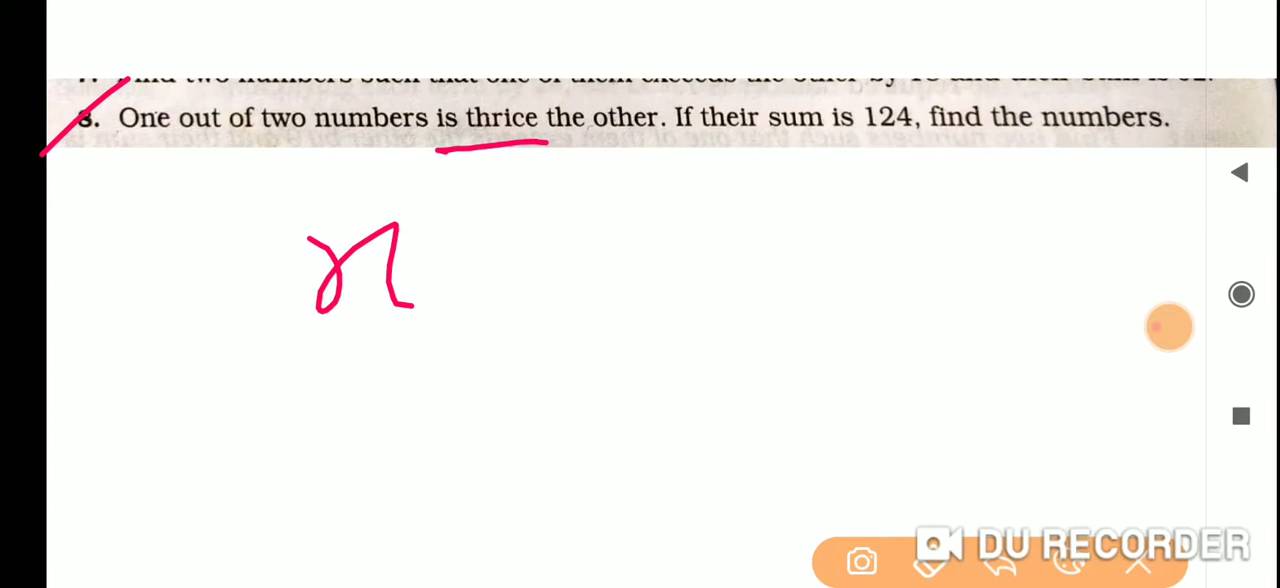 8. One out of two numbers is thrice the other. If their sum is 124, find the numbers.
x
DU RECORDER